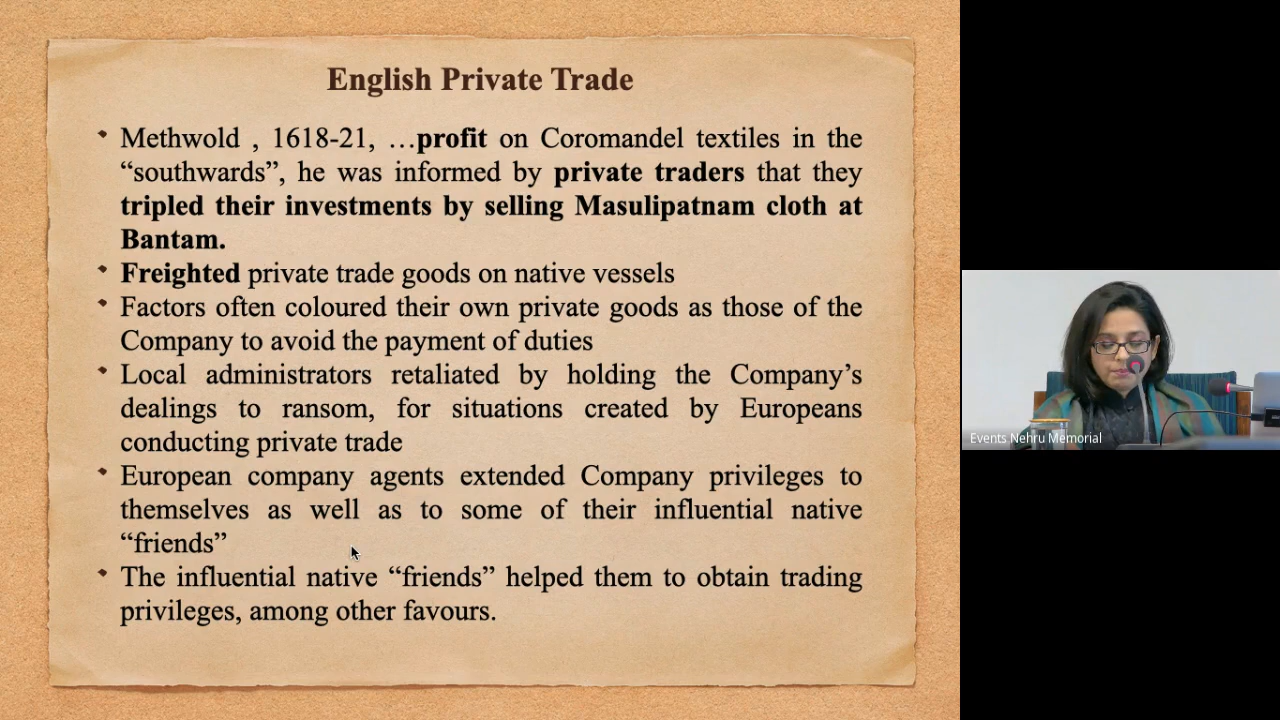 English Private Trade
Methwold , 1618-21, …profit on Coromandel textiles in the
“southwards”, he was informed by private traders that they
tripled their investments by selling Masulipatnam cloth at
Bantam.
Freighted private trade goods on native vessels
Factors often coloured their own private goods as those of the
Company to avoid the payment of duties
Local administrators retaliated by holding the Company’s
dealings to ransom, for situations created by Europeans
conducting private trade
European company agents extended Company privileges to
themselves as well as to some of their influential native
“friends”
The influential native “friends” helped them to obtain trading
privileges, among other favours.
Events Nehru Memorial